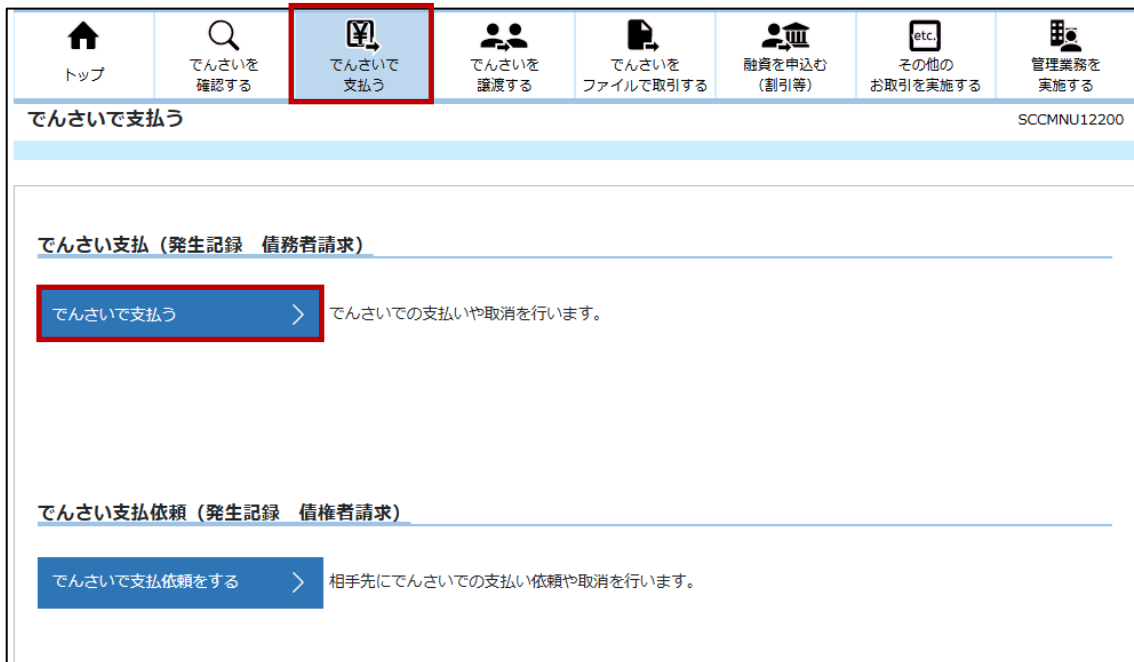 トップ
でんさいを
確認する
でんさいで
支払う
でんさいを
譲渡する
でんさいを
ファイルで取引する
融資を申込む
(割引等)
etc.
その他の
お取引を実施する
管理業務を
実施する
でんさいで支払う
SCCMNU12200
でんさい支払（発生記録　債務者請求）
でんさいで支払う
でんさいでの支払いや取消を行います。
でんさい支払依頼（発生記録　債権者請求）
でんさいで支払依頼をする
相手先にでんさいでの支払い依頼や取消を行います。